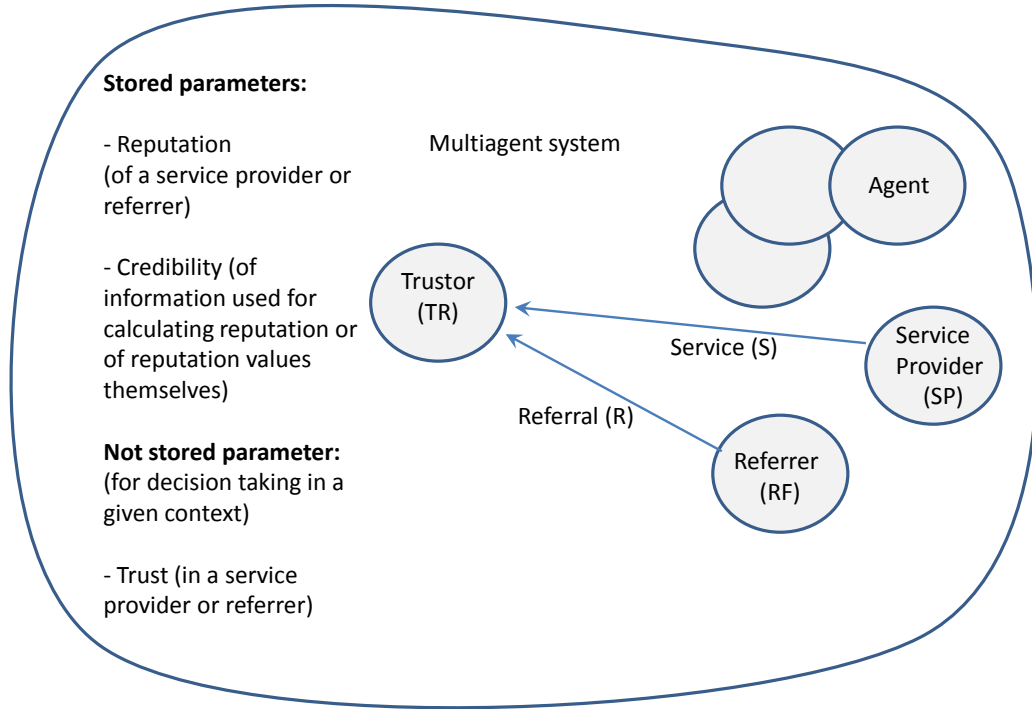 Stored parameters:
- Reputation
(of a service provider or
referrer)
- Credibility (of
information used for
calculating reputation or
of reputation values
themselves)
Not stored parameter:
(for decision taking in a
given context)
- Trust (in a service
provider or referrer)
Multiagent system
Agent
Trustor
(TR)
Service (S)
Service
Provider
(SP)
Referral (R)
Referrer
(RF)